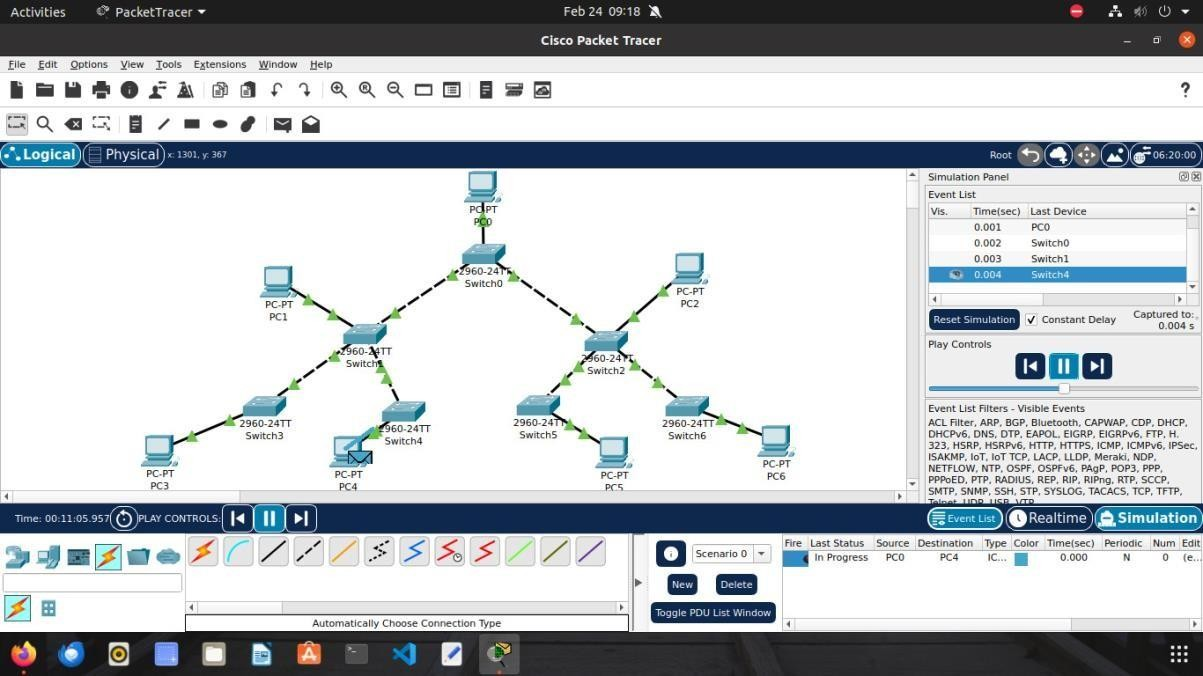 Activities PacketTracer Feb 24 09:18
Cisco Packet Tracer
File Edit Options View Tools Extensions Window Help
?
Logical Physical x: 1301, y: 367 Root 06:20:00
Simulation Panel
Event List
Vis. Time(sec) Last Device
0.001 PC0
0.002 Switch0
0.003 Switch1
0.004 Switch4
Reset Simulation Constant Delay Captured to:
0.004 s
Play Controls
Event List Filters - Visible Events
ACL Filter, ARP, BGP, Bluetooth, CAPWAP, CDP, DHCP,
DHCPv6, DNS, DTP, EAPOL, EIGRP, EIGRPv6, FTP, H.
323, HSRP, HSRPv6, HTTP, HTTPS, ICMP, ICMPv6, IPSec,
ISAKMP, IoT, IoT TCP, LACP, LLDP, Meraki, NDP,
NETFLOW, NTP, OSPF, OSPFv6, PAgP, POP3, PPP,
PPPoED, PTP, RADIUS, REP, RIP, RIPng, RTP, SCCP,
SMTP, SNMP, SSH, STP, SYSLOG, TACACS, TCP, TFTP,
Telnet, UDP, USB, VTP
PC-PT
PC0
2960-24TT
Switch0
PC-PT
PC1
PC-PT
PC2
2960-24TT
Switch1
2960-24TT
Switch2
2960-24TT
Switch3
2960-24TT
Switch4
2960-24TT
Switch5
2960-24TT
Switch6
PC-PT
PC3
PC-PT
PC4
PC-PT
PC5
PC-PT
PC6
Time: 00:11:05.957 PLAY CONTROLS: Event List Realtime Simulation
Scenario 0
New Delete
Toggle PDU List Window
Automatically Choose Connection Type
Fire Last Status Source Destination Type Color Time(sec) Periodic Num Edit
In Progress PC0 PC4 IC... 0.000 N 0 (e...